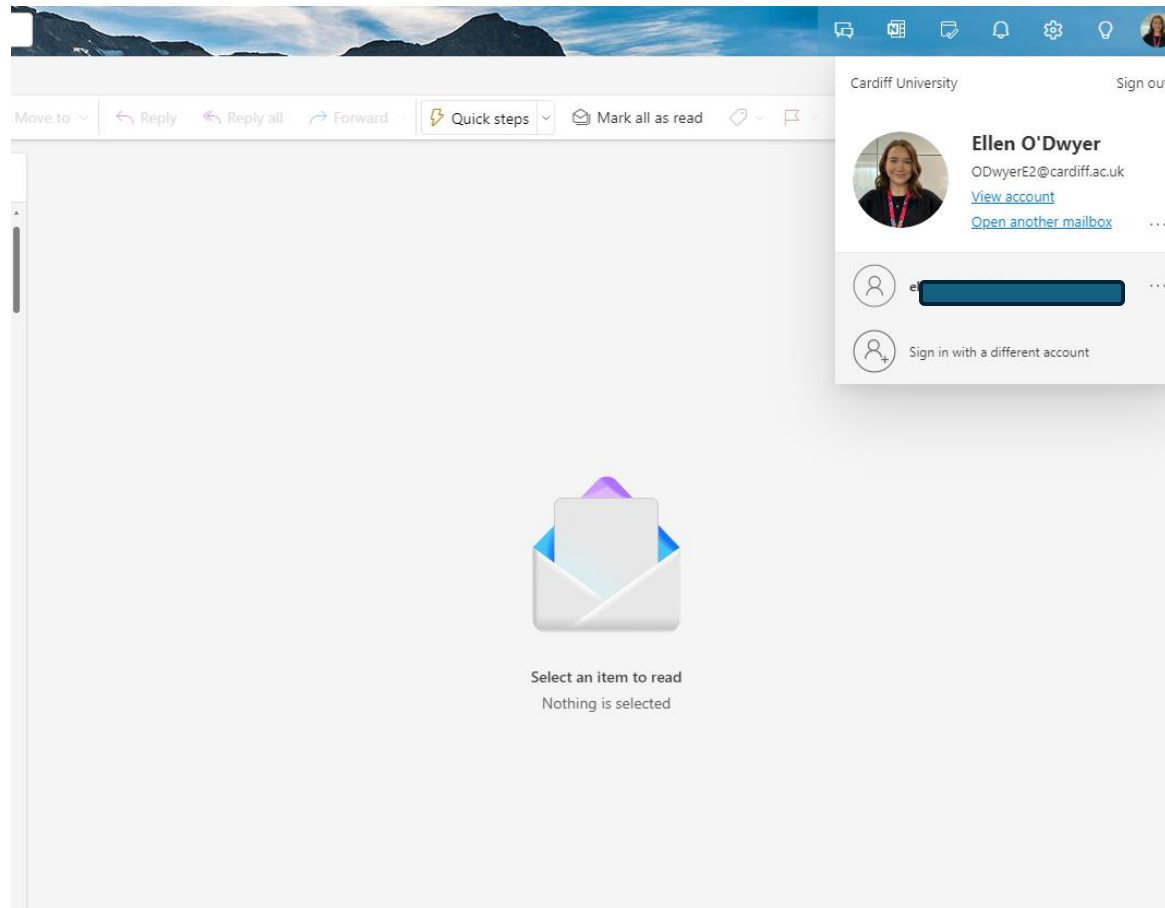 Cardiff University Sign out
Move to Reply Reply all Forward Quick steps Mark all as read
Ellen O'Dwyer
ODwyerE2@cardiff.ac.uk
View account
Open another mailbox
Sign in with a different account
Select an item to read
Nothing is selected